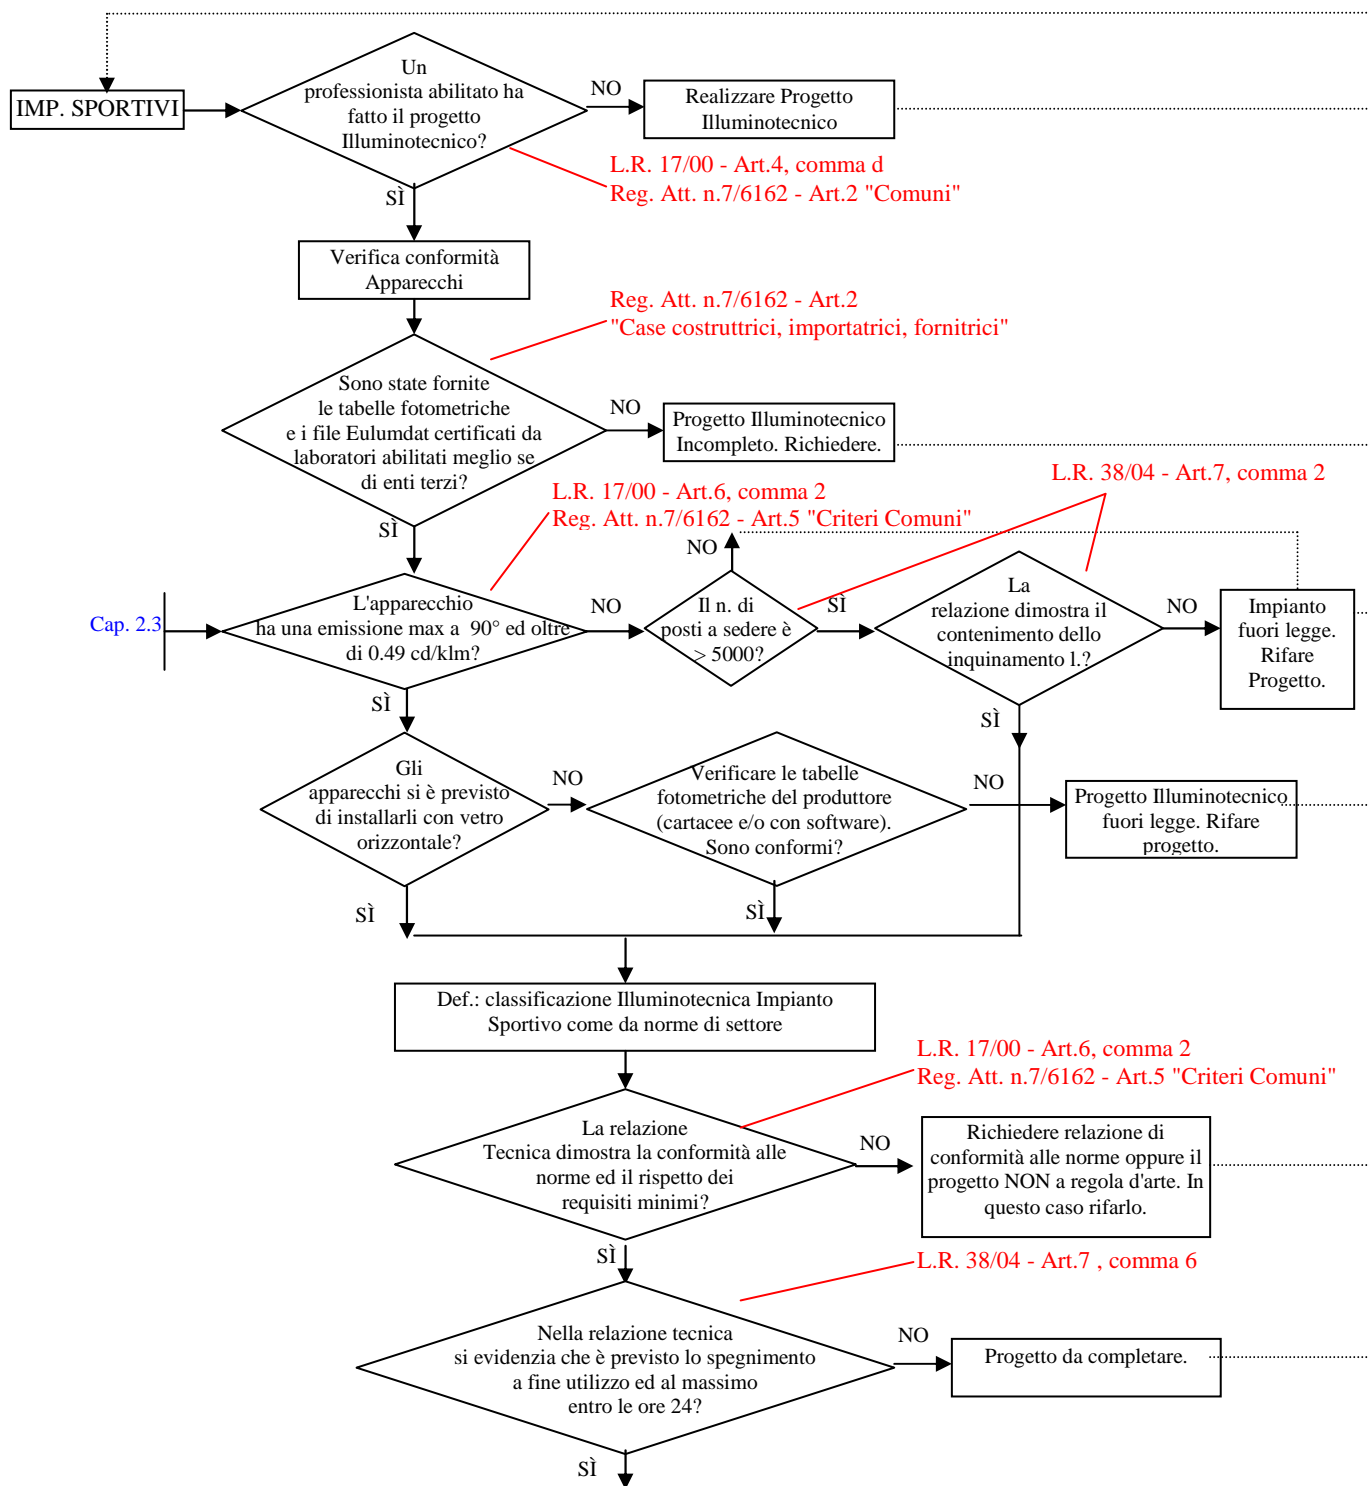 Un
professionista abilitato ha
fatto il progetto
Illuminotecnico?
IMP. SPORTIVI
NO
Realizzare Progetto
Illuminotecnico
L.R. 17/00 - Art.4, comma d
Reg. Att. n.7/6162 - Art.2 "Comuni"
SÌ
Verifica conformità
Apparecchi
Reg. Att. n.7/6162 - Art.2
"Case costruttrici, importatrici, fornitrici"
Sono state fornite
le tabelle fotometriche
e i file Eulumdat certificati da
laboratori abilitati meglio se
di enti terzi?
NO
Progetto Illuminotecnico
Incompleto. Richiedere.
L.R. 17/00 - Art.6, comma 2
Reg. Att. n.7/6162 - Art.5 "Criteri Comuni"
L.R. 38/04 - Art.7, comma 2
SÌ
NO
Cap. 2.3
L'apparecchio
ha una emissione max a 90° ed oltre
di 0.49 cd/klm?
NO
Il n. di
posti a sedere è
> 5000?
SÌ
La
relazione dimostra il
contenimento dello
inquinamento l.?
NO
Impianto
fuori legge.
Rifare
Progetto.
SÌ
SÌ
Gli
apparecchi si è previsto
di installarli con vetro
orizzontale?
NO
Verificare le tabelle
fotometriche del produttore
(cartacee e/o con software).
Sono conformi?
NO
Progetto Illuminotecnico
fuori legge. Rifare
progetto.
SÌ
SÌ
Def.: classificazione Illuminotecnica Impianto
Sportivo come da norme di settore
L.R. 17/00 - Art.6, comma 2
Reg. Att. n.7/6162 - Art.5 "Criteri Comuni"
La relazione
Tecnica dimostra la conformità alle
norme ed il rispetto dei
requisiti minimi?
NO
Richiedere relazione di
conformità alle norme oppure il
progetto NON a regola d'arte. In
questo caso rifarlo.
SÌ
L.R. 38/04 - Art.7 , comma 6
Nella relazione tecnica
si evidenzia che è previsto lo spegnimento
a fine utilizzo ed al massimo
entro le ore 24?
NO
Progetto da completare.
SÌ